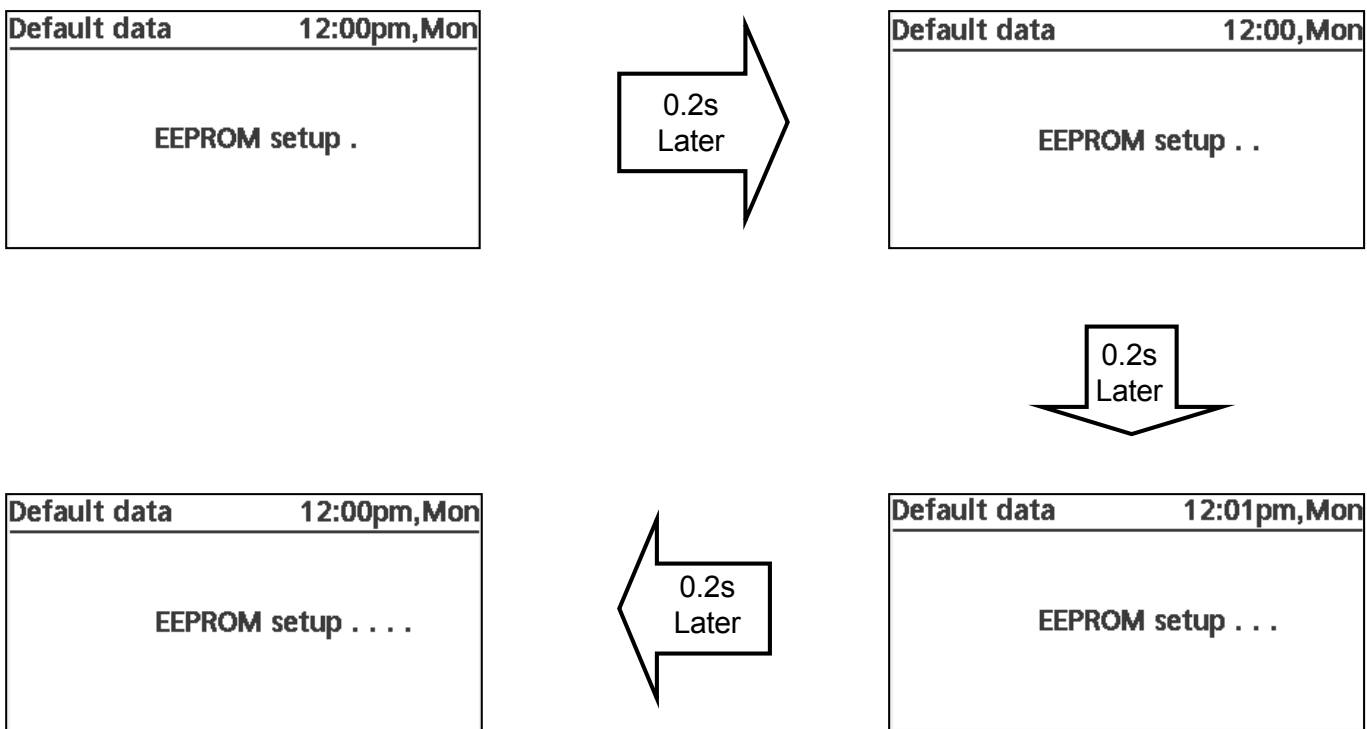 Default data 12:00pm,Mon
EEPROM setup .
0.2s
Later
Default data 12:00,Mon
EEPROM setup . .
0.2s
Later
Default data 12:01pm,Mon
EEPROM setup . . .
0.2s
Later
Default data 12:00pm,Mon
EEPROM setup . . . .